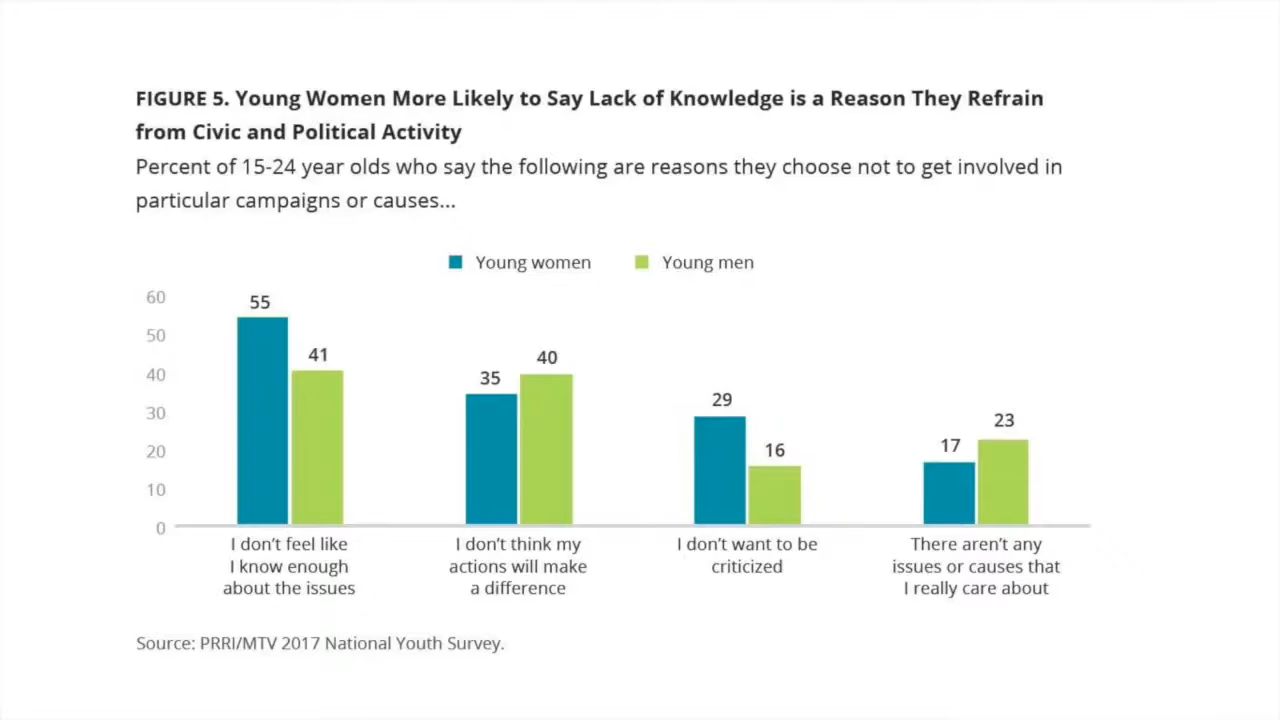 FIGURE 5. Young Women More Likely to Say Lack of Knowledge is a Reason They Refrain
from Civic and Political Activity
Percent of 15-24 year olds who say the following are reasons they choose not to get involved in
particular campaigns or causes...
Young women
Young men
60
50
40
30
20
10
0
55
41
35
40
29
16
17
23
I don't feel like
I know enough
about the issues
I don't think my
actions will make
a difference
I don't want to be
criticized
There aren't any
issues or causes that
I really care about
Source: PRRI/MTV 2017 National Youth Survey.